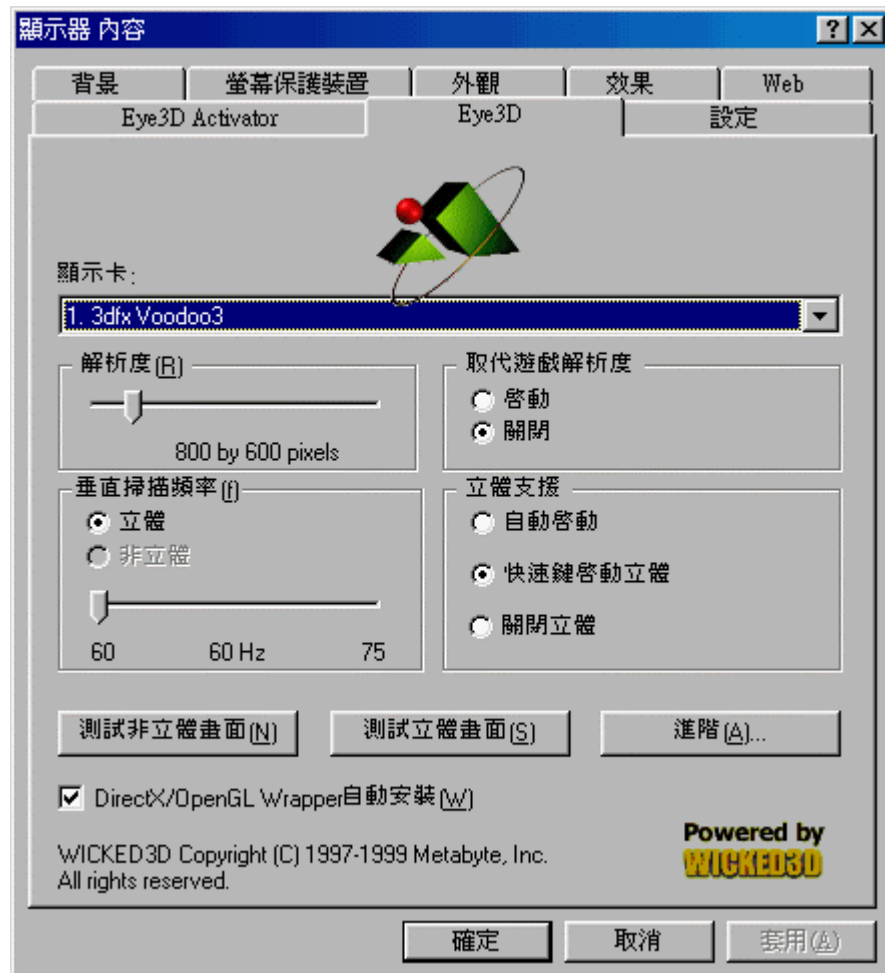 顯示器 內容
背景 螢幕保護裝置 外觀 效果 Web
Eye3D Activator Eye3D 設定
顯示卡:
1. 3dfx Voodoo3
解析度(R)
800 by 600 pixels
取代遊戲解析度
啓動
關閉
垂直掃描頻率(f)
立體
非立體
60 60 Hz 75
立體支援
自動啓動
快速鍵啓動立體
關閉立體
測試非立體畫面(N) 測試立體畫面(S) 進階(A)...
DirectX/OpenGL Wrapper自動安裝(W)
WICKED3D Copyright (C) 1997-1999 Metabyte, Inc.
All rights reserved.
Powered by
WICKED3D
確定 取消 套用(A)